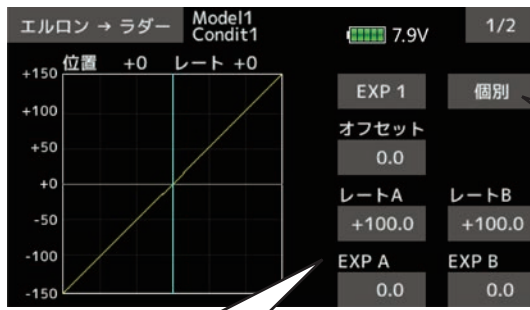 エルロン → ラダー
Model1
Condit1
7.9V
1/2
位置 +0 レート +0
+150
+100
+50
+0
-50
-100
-150
EXP 1
個別
オフセット
0.0
レートA
レートB
+100.0
+100.0
EXP A
EXP B
0.0
0.0